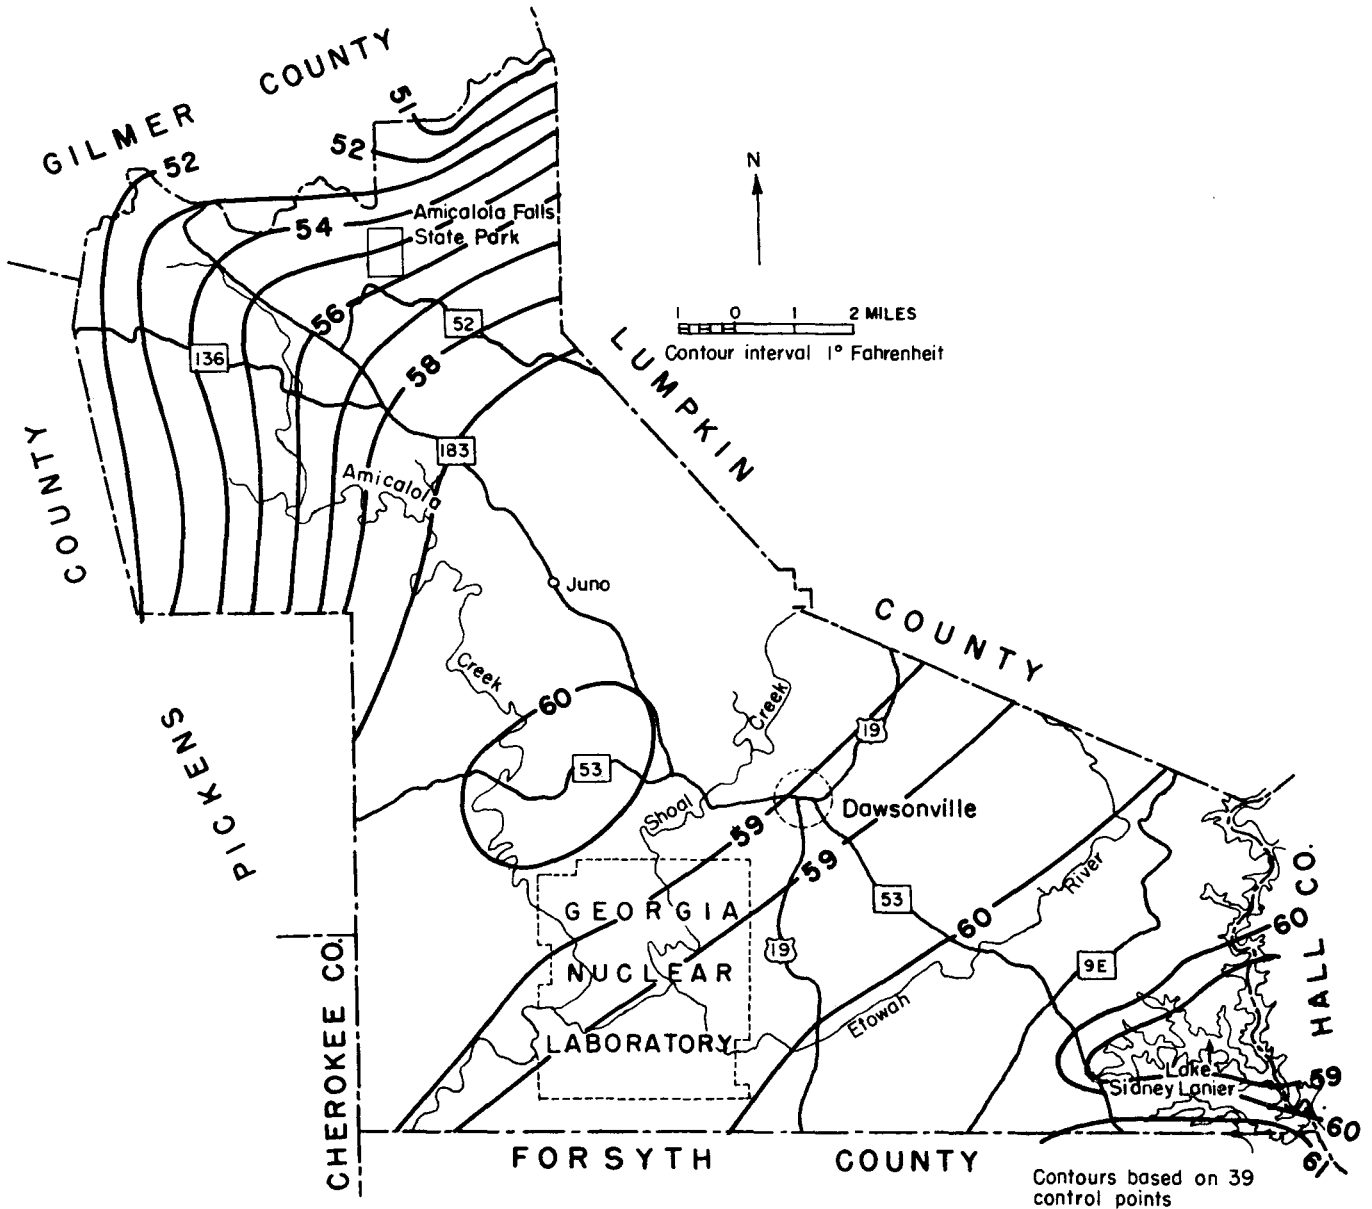 GILMER COUNTY
51
52
52
54
Amicalola Falls
State Park
56
52
136
58
183
N
1 0 1 2 MILES
Contour interval 1° Fahrenheit
LUMPKIN
COUNTY
COUNTY
PICKENS
Amicalola
Creek
Juno
60
53
Creek
Shoal
19
Dawsonville
59
59
53
River
60
19
GEORGIA
NUCLEAR
LABORATORY
Etowah
9E
60
HALL CO.
Lake
Sidney Lanier
59
60
61
CHEROKEE CO.
FORSYTH COUNTY
Contours based on 39
control points